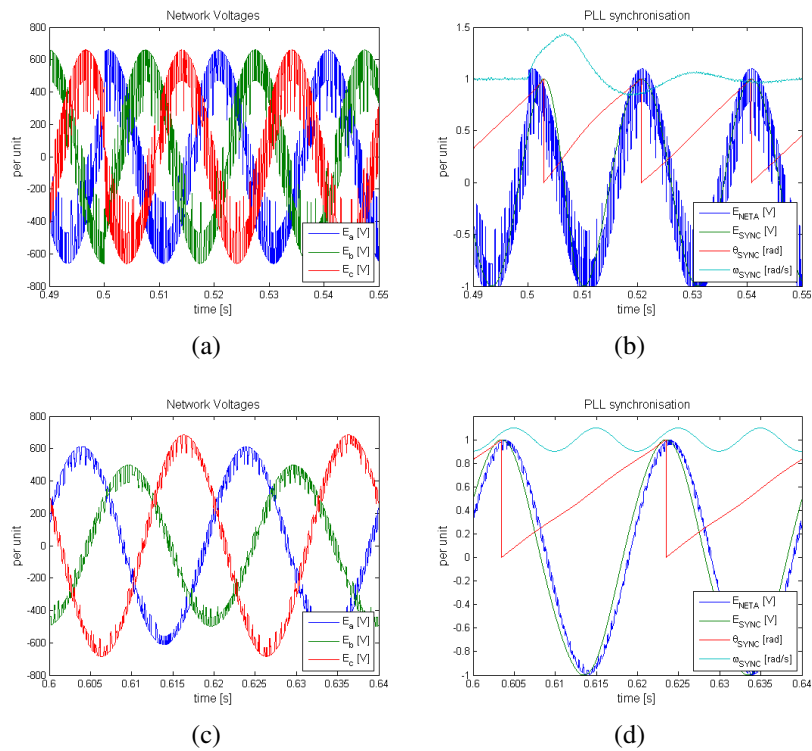 Network Voltages
800
600
400
200
0
-200
-400
-600
-800
per unit
0.49
0.5
0.51
0.52
0.53
0.54
0.55
time [s]
E_a [V]
E_b [V]
E_c [V]
(a)
PLL synchronisation
1.5
1
0.5
0
-0.5
-1
per unit
0.49
0.5
0.51
0.52
0.53
0.54
0.55
time [s]
E_NETA [V]
E_SYNC [V]
θ_SYNC [rad]
φ_SYNC [rad/s]
(b)
Network Voltages
800
600
400
200
0
-200
-400
-600
-800
per unit
0.6
0.605
0.61
0.615
0.62
0.625
0.63
0.635
0.64
time [s]
E_a [V]
E_b [V]
E_c [V]
(c)
PLL synchronisation
1
0.8
0.6
0.4
0.2
0
-0.2
-0.4
-0.6
-0.8
-1
per unit
0.6
0.605
0.61
0.615
0.62
0.625
0.63
0.635
0.64
time [s]
E_NETA [V]
E_SYNC [V]
θ_SYNC [rad]
φ_SYNC [rad/s]
(d)